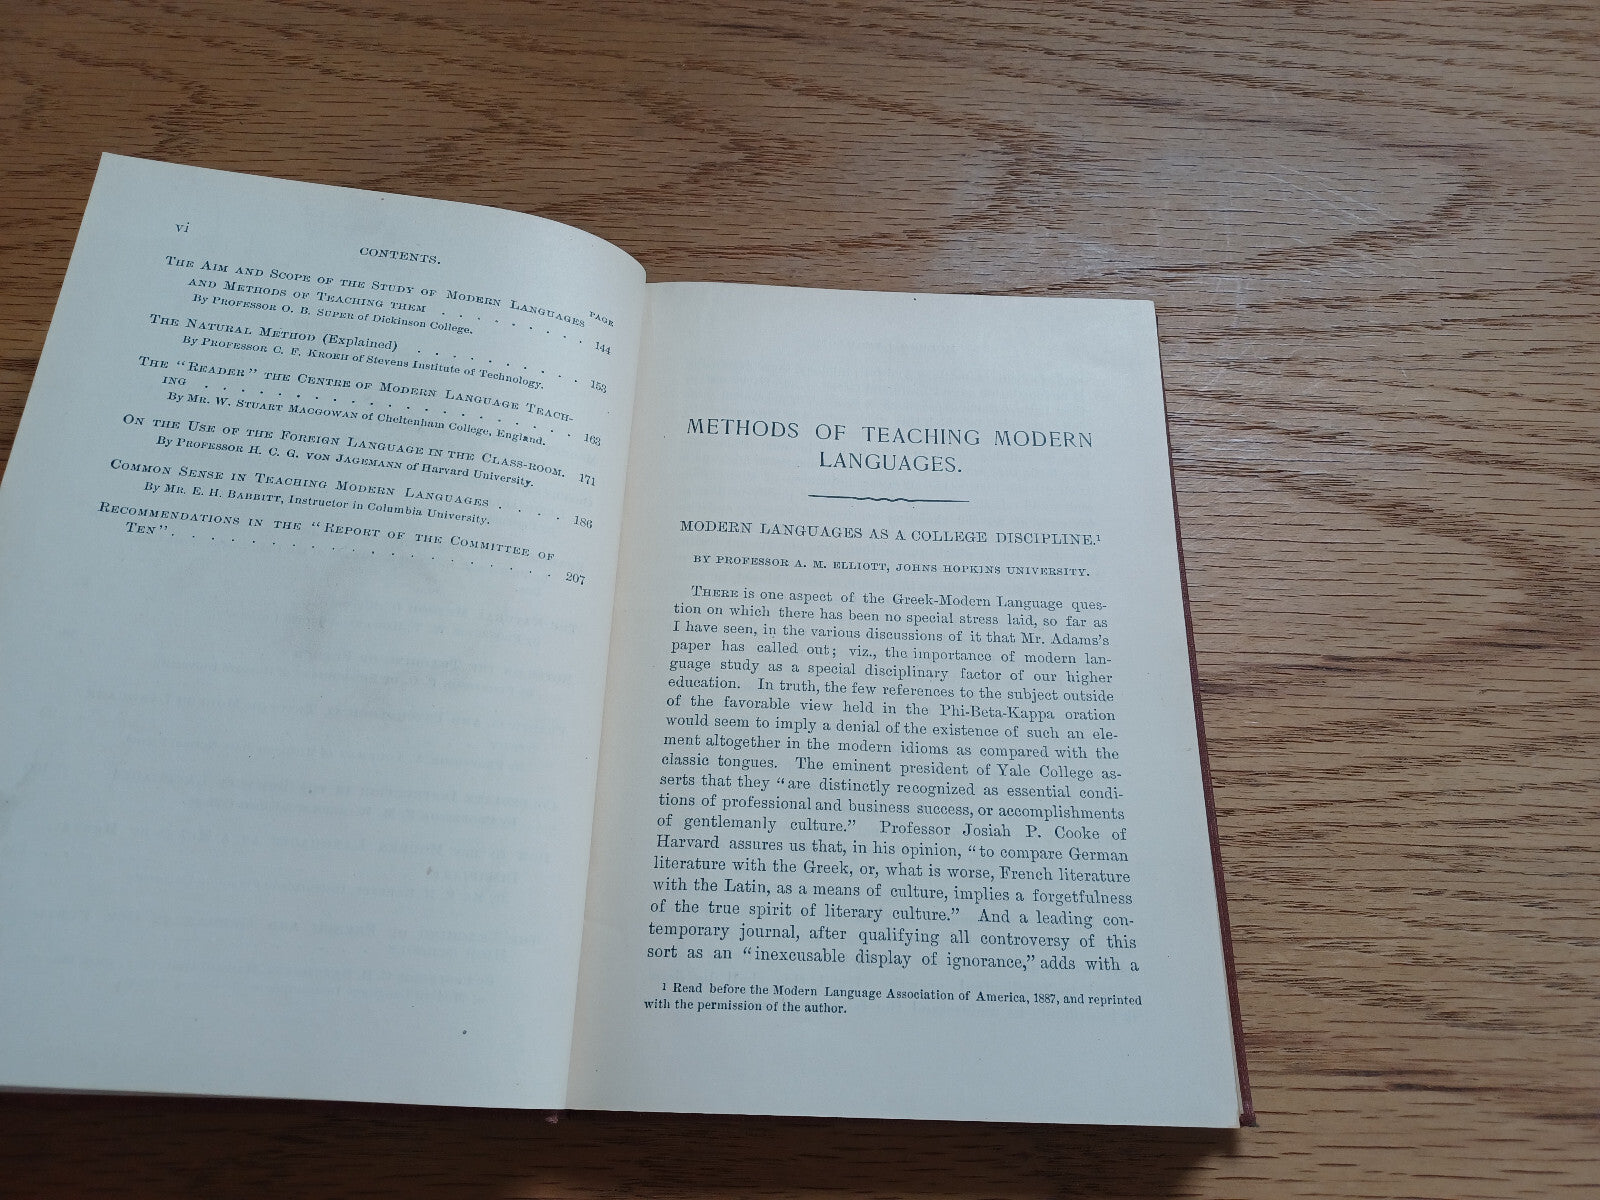 vi
CONTENTS.
PAGE
THE AIM AND SCOPE OF THE STUDY OF MODERN LANGUAGES
AND METHODS OF TEACHING THEM . . . . . . . . 144
By PROFESSOR O. B. SUPER of Dickinson College.
THE NATURAL METHOD (Explained) . . . . . . . . . . 153
By PROFESSOR C. F. KROEH of Stevens Institute of Technology.
THE "READER" THE CENTRE OF MODERN LANGUAGE TEACH-
ING . . . . . . . . . . . . . . . . . . 163
By MR. W. STUART MACGOWAN of Cheltenham College, England.
ON THE USE OF THE FOREIGN LANGUAGE IN THE CLASS-ROOM. 171
By PROFESSOR H. C. G. VON JAGEMANN of Harvard University.
COMMON SENSE IN TEACHING MODERN LANGUAGES . . . . 186
By MR. E. H. BABBITT, Instructor in Columbia University.
RECOMMENDATIONS IN THE "REPORT OF THE COMMITTEE OF
TEN" . . . . . . . . . . . . . . . . . . 207
METHODS OF TEACHING MODERN
LANGUAGES.
MODERN LANGUAGES AS A COLLEGE DISCIPLINE.¹
BY PROFESSOR A. M. ELLIOTT, JOHNS HOPKINS UNIVERSITY.
THERE is one aspect of the Greek-Modern Language ques-
tion on which there has been no special stress laid, so far as
I have seen, in the various discussions of it that Mr. Adams's
paper has called out; viz., the importance of modern lan-
guage study as a special disciplinary factor of our higher
education. In truth, the few references to the subject outside
of the favorable view held in the Phi-Beta-Kappa oration
would seem to imply a denial of the existence of such an ele-
ment altogether in the modern idioms as compared with the
classic tongues. The eminent president of Yale College as-
serts that they "are distinctly recognized as essential condi-
tions of professional and business success, or accomplishments
of gentlemanly culture." Professor Josiah P. Cooke of
Harvard assures us that, in his opinion, "to compare German
literature with the Greek, or, what is worse, French literature
with the Latin, as a means of culture, implies a forgetfulness
of the true spirit of literary culture." And a leading con-
temporary journal, after qualifying all controversy of this
sort as an "inexcusable display of ignorance," adds with a
1 Read before the Modern Language Association of America, 1887, and reprinted
with the permission of the author.